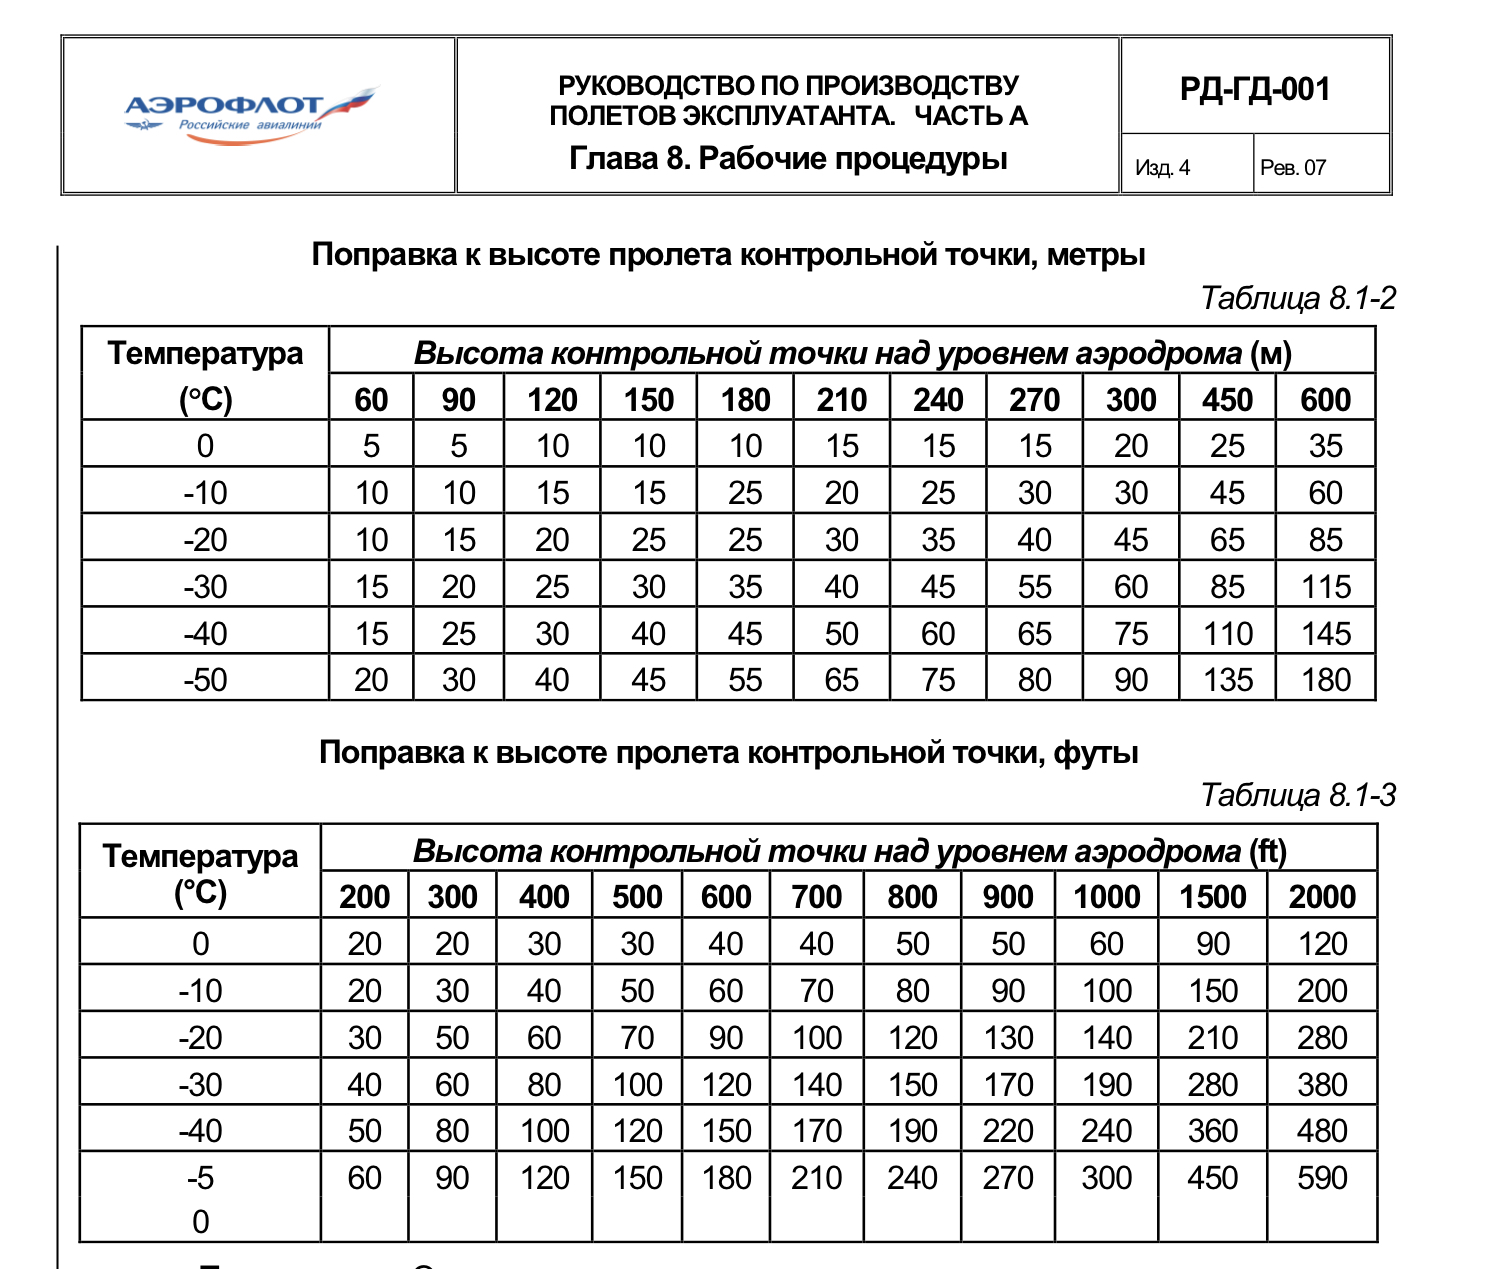 АЭРОФЛОТ
Российские авиалинии
РУКОВОДСТВО ПО ПРОИЗВОДСТВУ
ПОЛЕТОВ ЭКСПЛУАТАНТА. ЧАСТЬ А
Глава 8. Рабочие процедуры
РД-ГД-001
Изд. 4 Рев. 07
Поправка к высоте пролета контрольной точки, метры
Таблица 8.1-2
Температура
(°С)
Высота контрольной точки над уровнем аэродрома (м)
60 90 120 150 180 210 240 270 300 450 600
0 5 5 10 10 10 15 15 15 20 25 35
-10 10 10 15 15 25 20 25 30 30 45 60
-20 10 15 20 25 25 30 35 40 45 65 85
-30 15 20 25 30 35 40 45 55 60 85 115
-40 15 25 30 40 45 50 60 65 75 110 145
-50 20 30 40 45 55 65 75 80 90 135 180
Поправка к высоте пролета контрольной точки, футы
Таблица 8.1-3
Температура
(°С)
Высота контрольной точки над уровнем аэродрома (ft)
200 300 400 500 600 700 800 900 1000 1500 2000
0 20 20 30 30 40 40 50 50 60 90 120
-10 20 30 40 50 60 70 80 90 100 150 200
-20 30 50 60 70 90 100 120 130 140 210 280
-30 40 60 80 100 120 140 150 170 190 280 380
-40 50 80 100 120 150 170 190 220 240 360 480
-5 60 90 120 150 180 210 240 270 300 450 590
0